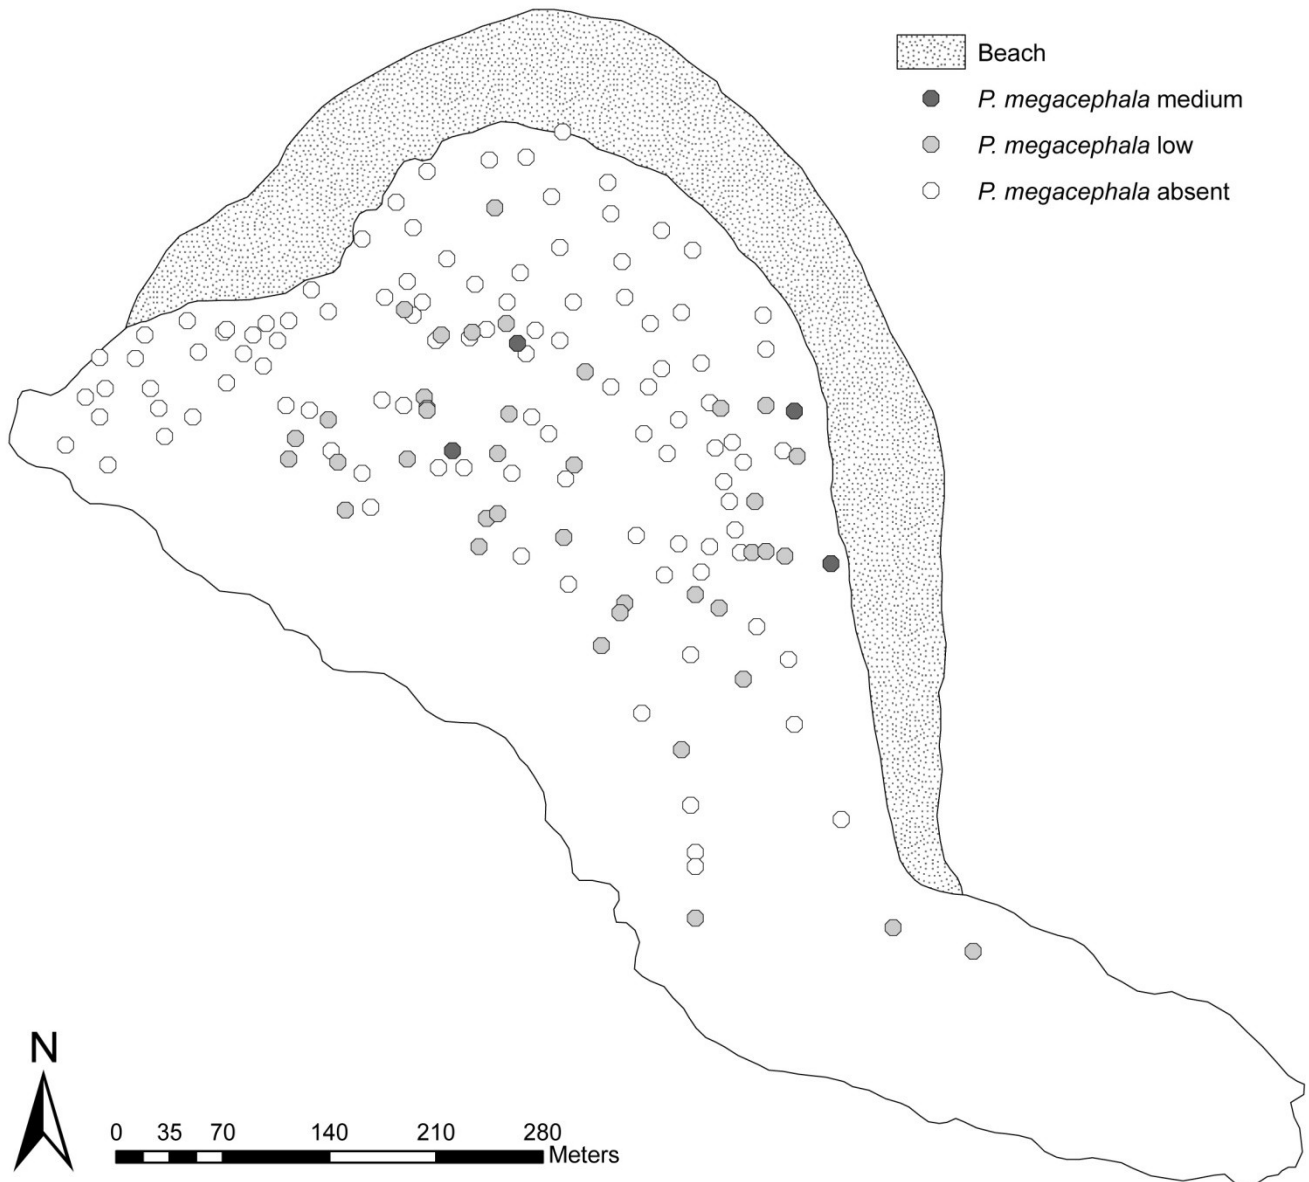 Beach
P. megacephala medium
P. megacephala low
P. megacephala absent
N
0 35 70 140 210 280
Meters